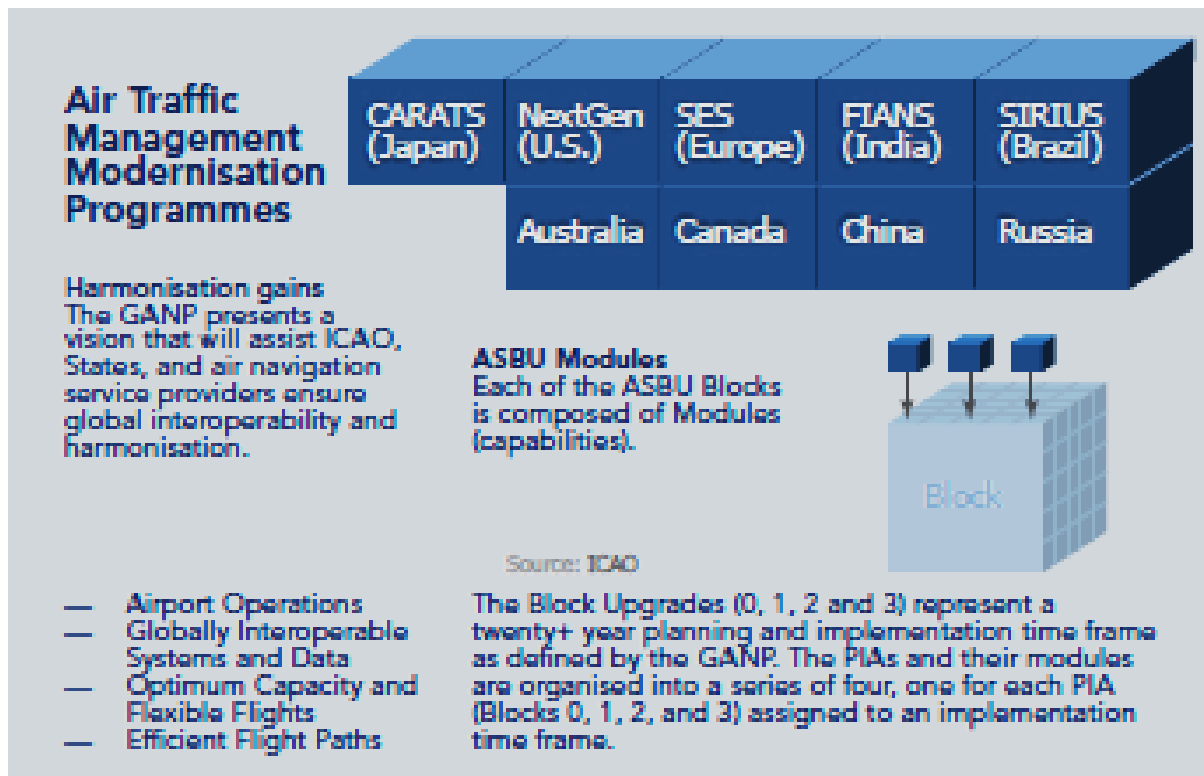 Air Traffic
Management
Modernisation
Programmes
CARATS
(Japan)
NextGen
(U.S.)
SES
(Europe)
FIANS
(India)
SIRIUS
(Brazil)
Australia
Canada
China
Russia
Harmonisation gains
The GANP presents a
vision that will assist ICAO,
States, and air navigation
service providers ensure
global interoperability and
harmonisation.
ASBU Modules
Each of the ASBU Blocks
is composed of Modules
(capabilities).
Block
Source: ICAO
— Airport Operations
— Globally Interoperable
Systems and Data
— Optimum Capacity and
Flexible Flights
— Efficient Flight Paths
The Block Upgrades (0, 1, 2 and 3) represent a
twenty+ year planning and implementation time frame
as defined by the GANP. The PIAs and their modules
are organised into a series of four, one for each PIA
(Blocks 0, 1, 2, and 3) assigned to an implementation
time frame.